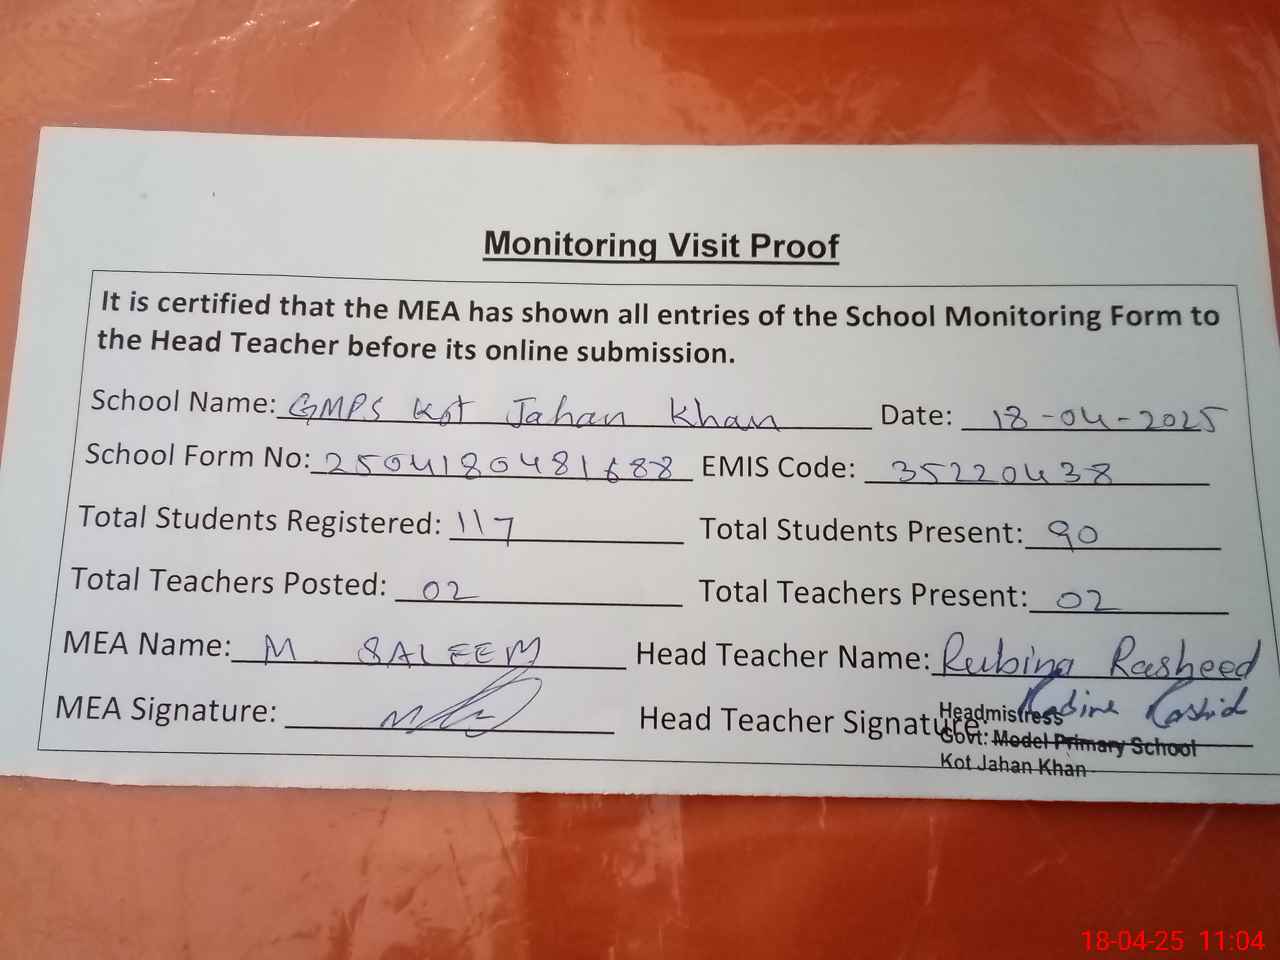 Monitoring Visit Proof
It is certified that the MEA has shown all entries of the School Monitoring Form to
the Head Teacher before its online submission.
School Name: GMPS Kot Jahan Khan Date: 18-04-2025
School Form No: 2504180481688 EMIS Code: 35220438
Total Students Registered: 117 Total Students Present: 90
Total Teachers Posted: 02 Total Teachers Present: 02
MEA Name: M. SALEEM Head Teacher Name: Rubina Rasheed
MEA Signature: Head Teacher Signature:
Headmistress
Govt: Model Primary School
Kot Jahan Khan
18-04-25 11:04